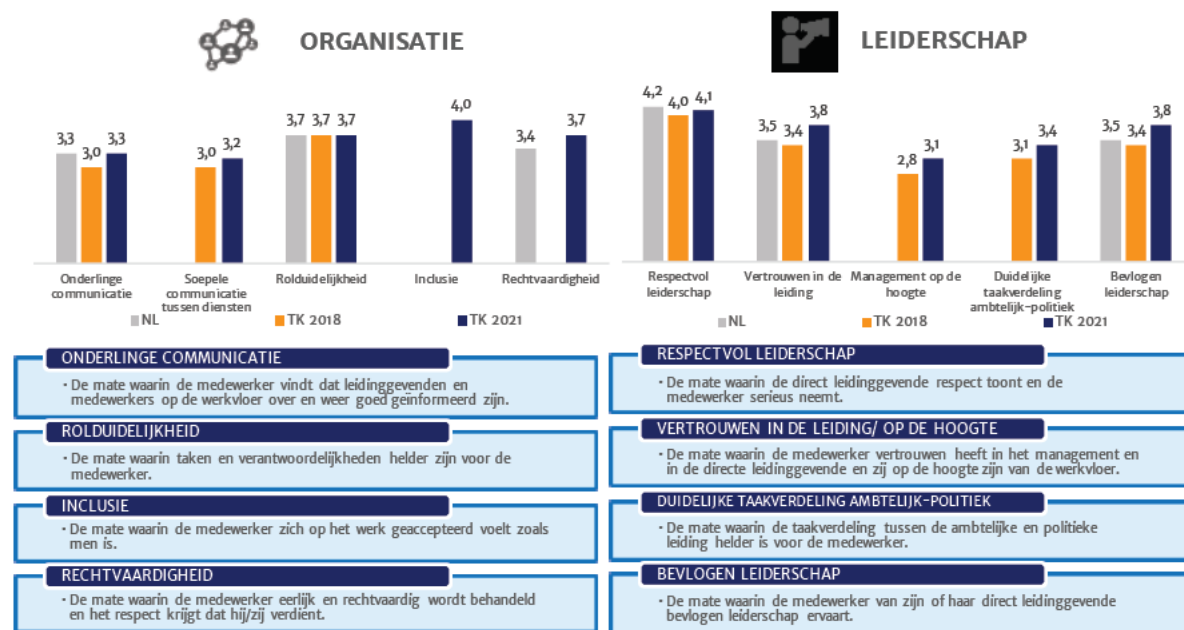 ORGANISATIE
3,3 3,0 3,3
3,0 3,2
3,7 3,7 3,7
4,0
3,4 3,7
Onderlinge
communicatie
Soepele
communicatie
tussen diensten
Rolduidelijkheid
Inclusie
Rechtvaardigheid
NL TK 2018 TK 2021
ONDERLINGE COMMUNICATIE
· De mate waarin de medewerker vindt dat leidinggevenden en
medewerkers op de werkvloer over en weer goed geïnformeerd zijn.
ROLDUIDELIJKHEID
· De mate waarin taken en verantwoordelijkheden helder zijn voor de
medewerker.
INCLUSIE
· De mate waarin de medewerker zich op het werk geaccepteerd voelt zoals
men is.
RECHTVAARDIGHEID
· De mate waarin de medewerker eerlijk en rechtvaardig wordt behandeld
en het respect krijgt dat hij/zij verdient.
LEIDERSCHAP
4,2 4,0 4,1
3,5 3,4 3,8
2,8 3,1
3,1 3,4
3,5 3,4 3,8
Respectvol
leiderschap
Vertrouwen in de
leiding
Management op de
hoogte
Duidelijke
taakverdeling
ambtelijk-politiek
Bevlogen
leiderschap
NL TK 2018 TK 2021
RESPECTVOL LEIDERSCHAP
· De mate waarin de direct leidinggevende respect toont en de
medewerker serieus neemt.
VERTROUWEN IN DE LEIDING/ OP DE HOOGTE
· De mate waarin de medewerker vertrouwen heeft in het management en
in de directe leidinggevende en zij op de hoogte zijn van de werkvloer.
DUIDELIJKE TAAKVERDELING AMBTELIJK-POLITIEK
· De mate waarin de taakverdeling tussen de ambtelijke en politieke
leiding helder is voor de medewerker.
BEVLOGEN LEIDERSCHAP
· De mate waarin de medewerker van zijn of haar direct leidinggevende
bevlogen leiderschap ervaart.